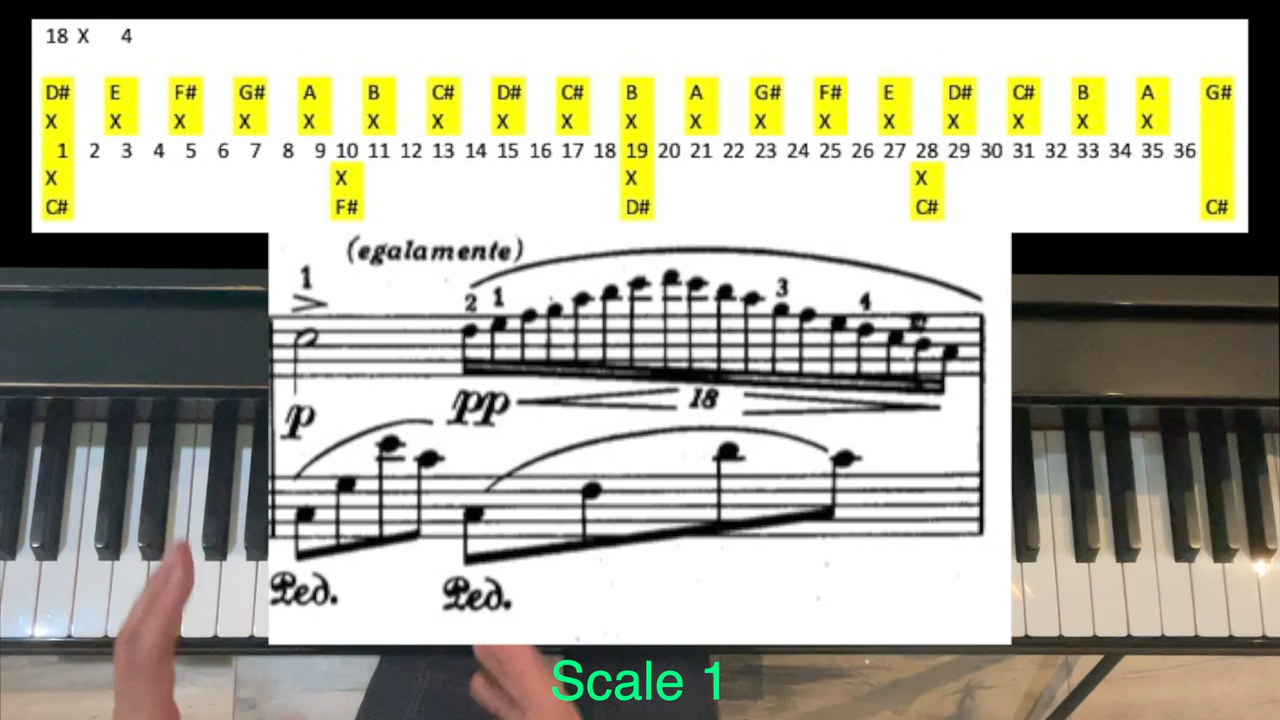 18 X 4
D# E F# G# A B C# D# C# B A G# F# E D# C# B A G#
X X X X X X X X X X X X X X X X X X
1 2 3 4 5 6 7 8 9 10 11 12 13 14 15 16 17 18 19 20 21 22 23 24 25 26 27 28 29 30 31 32 33 34 35 36
X X X X
C# F# D# C# C#
(egalamente)
1
2 1 3 4
p pp 18
Ped. Ped.
Scale 1